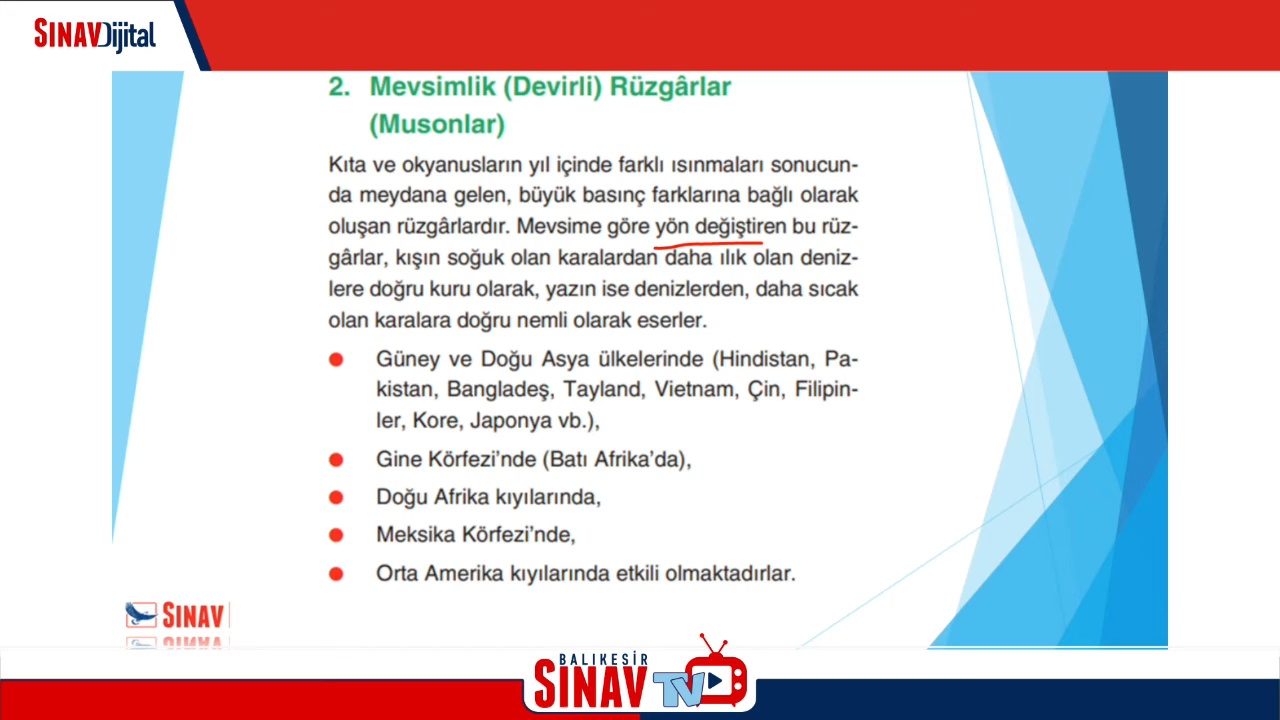 SINAVDijital
2. Mevsimlik (Devirli) Rüzgârlar
(Musonlar)
Kıta ve okyanusların yıl içinde farklı ısınmaları sonucun-
da meydana gelen, büyük basınç farklarına bağlı olarak
oluşan rüzgârlardır. Mevsime göre yön değiştiren bu rüz-
gârlar, kışın soğuk olan karalardan daha ılık olan deniz-
lere doğru kuru olarak, yazın ise denizlerden, daha sıcak
olan karalara doğru nemli olarak eserler.
Güney ve Doğu Asya ülkelerinde (Hindistan, Pa-
kistan, Bangladeş, Tayland, Vietnam, Çin, Filipin-
ler, Kore, Japonya vb.),
Gine Körfezi’nde (Batı Afrika’da),
Doğu Afrika kıyılarında,
Meksika Körfezi’nde,
Orta Amerika kıyılarında etkili olmaktadırlar.
SINAV
BALIKESİR
SINAV TV